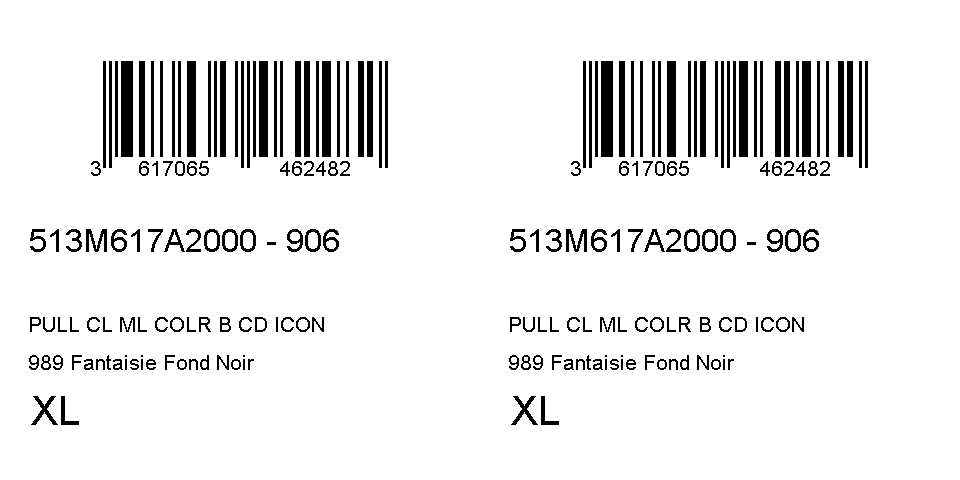 3 617065 462482
513M617A2000 - 906
PULL CL ML COLR B CD ICON
989 Fantaisie Fond Noir
XL
3 617065 462482
513M617A2000 - 906
PULL CL ML COLR B CD ICON
989 Fantaisie Fond Noir
XL